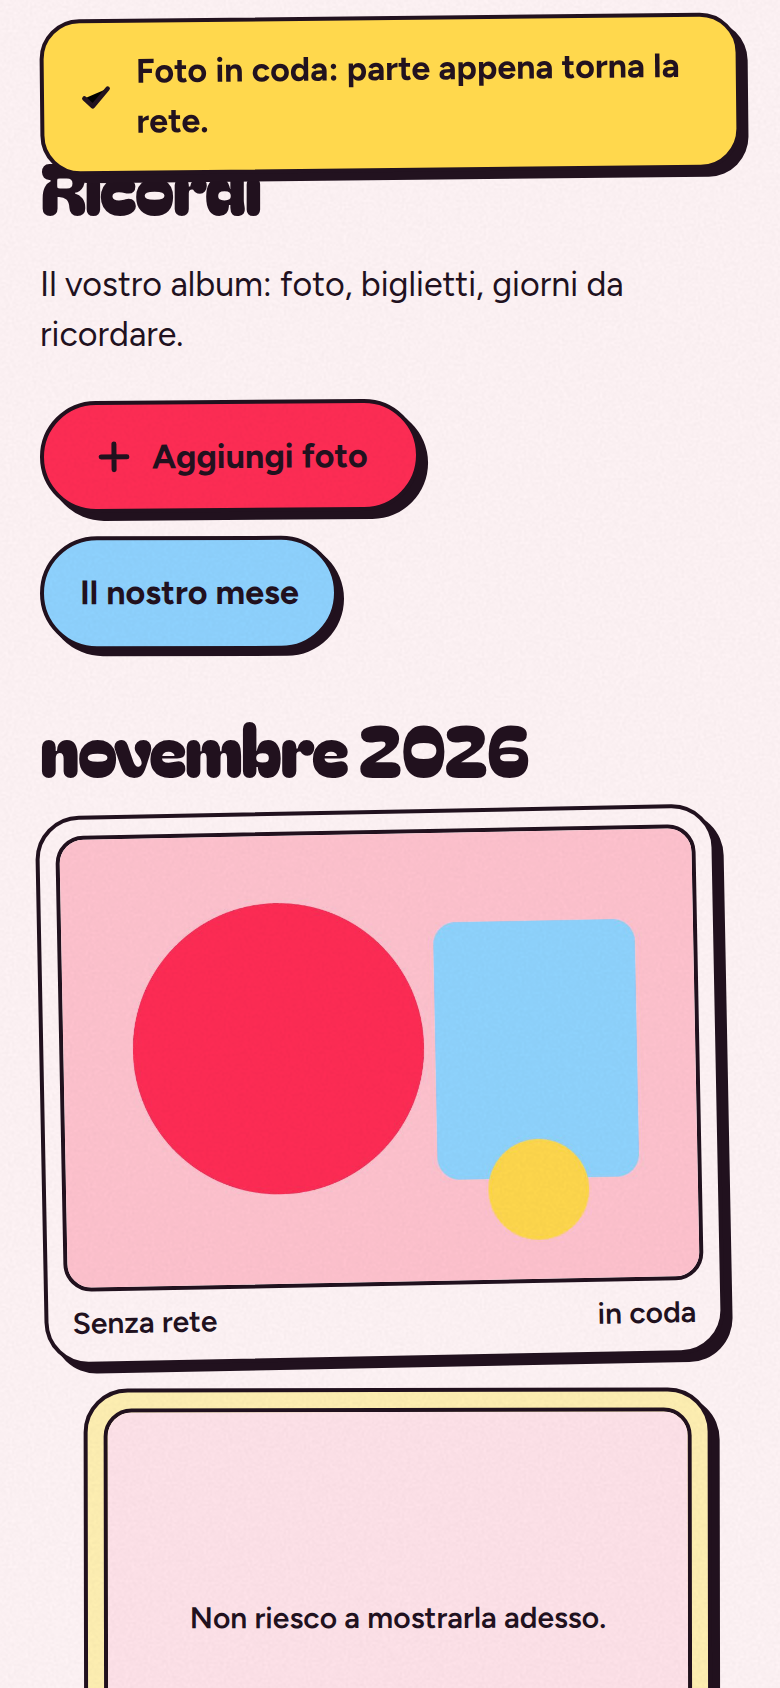 Foto in coda: parte appena torna la
rete.
Ricordi
Il vostro album: foto, biglietti, giorni da
ricordare.
Aggiungi foto
Il nostro mese
novembre 2026
Senza rete
in coda
Non riesco a mostrarla adesso.